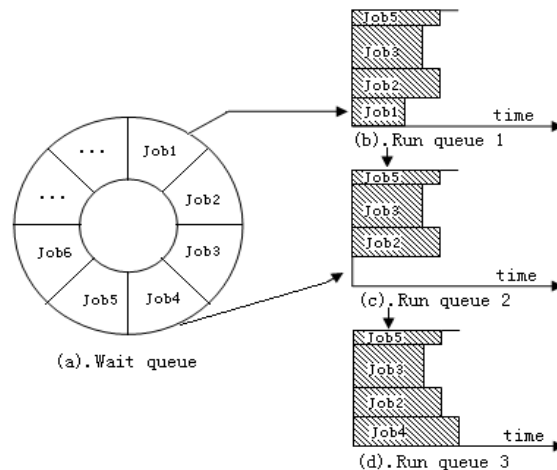 ...
Job1
...
Job2
Job6
Job3
Job5
Job4
(a).Wait queue
Job5
Job3
Job2
Job1
time
(b).Run queue 1
Job5
Job3
Job2
time
(c).Run queue 2
Job5
Job3
Job2
Job4
time
(d).Run queue 3